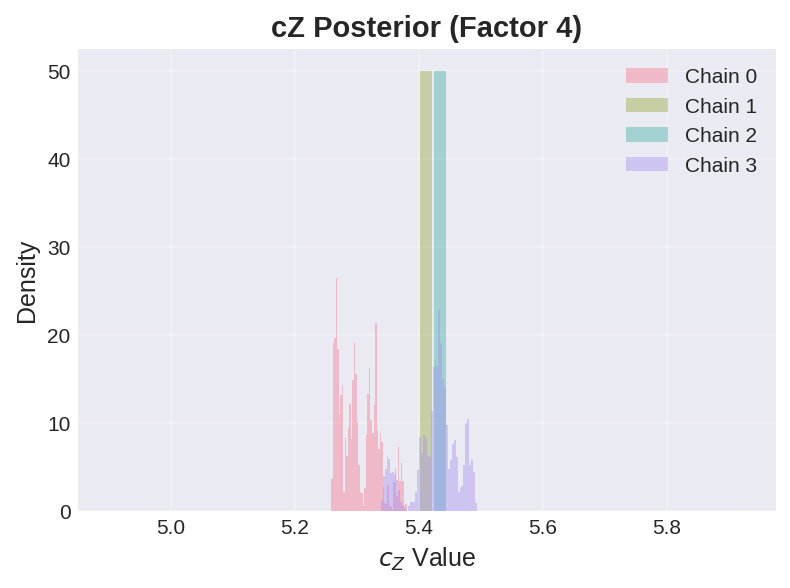 cZ Posterior (Factor 4)
Chain 0
Chain 1
Chain 2
Chain 3
Density
50
40
30
20
10
0
5.0 5.2 5.4 5.6 5.8
c_Z Value